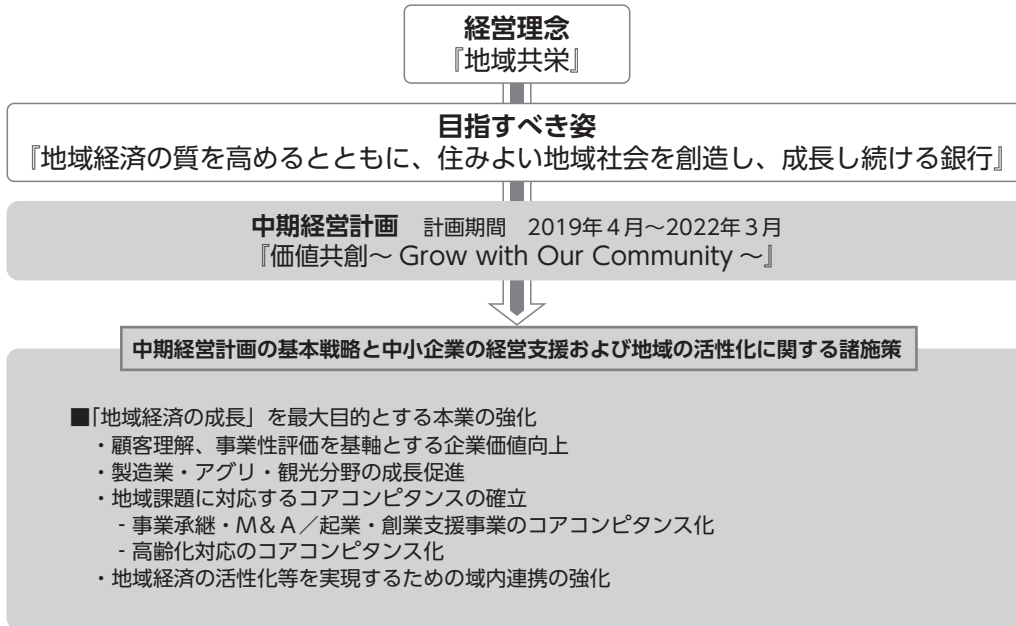 経営理念
『地域共栄』
目指すべき姿
『地域経済の質を高めるとともに、住みよい地域社会を創造し、成長し続ける銀行』
中期経営計画　計画期間　2019年４月～2022年３月
『価値共創～ Grow with Our Community ～』
中期経営計画の基本戦略と中小企業の経営支援および地域の活性化に関する諸施策
■「地域経済の成長」を最大目的とする本業の強化
・顧客理解、事業性評価を基軸とする企業価値向上
・製造業・アグリ・観光分野の成長促進
・地域課題に対応するコアコンピタンスの確立
- 事業承継・Ｍ＆Ａ／起業・創業支援事業のコアコンピタンス化
- 高齢化対応のコアコンピタンス化
・地域経済の活性化等を実現するための域内連携の強化